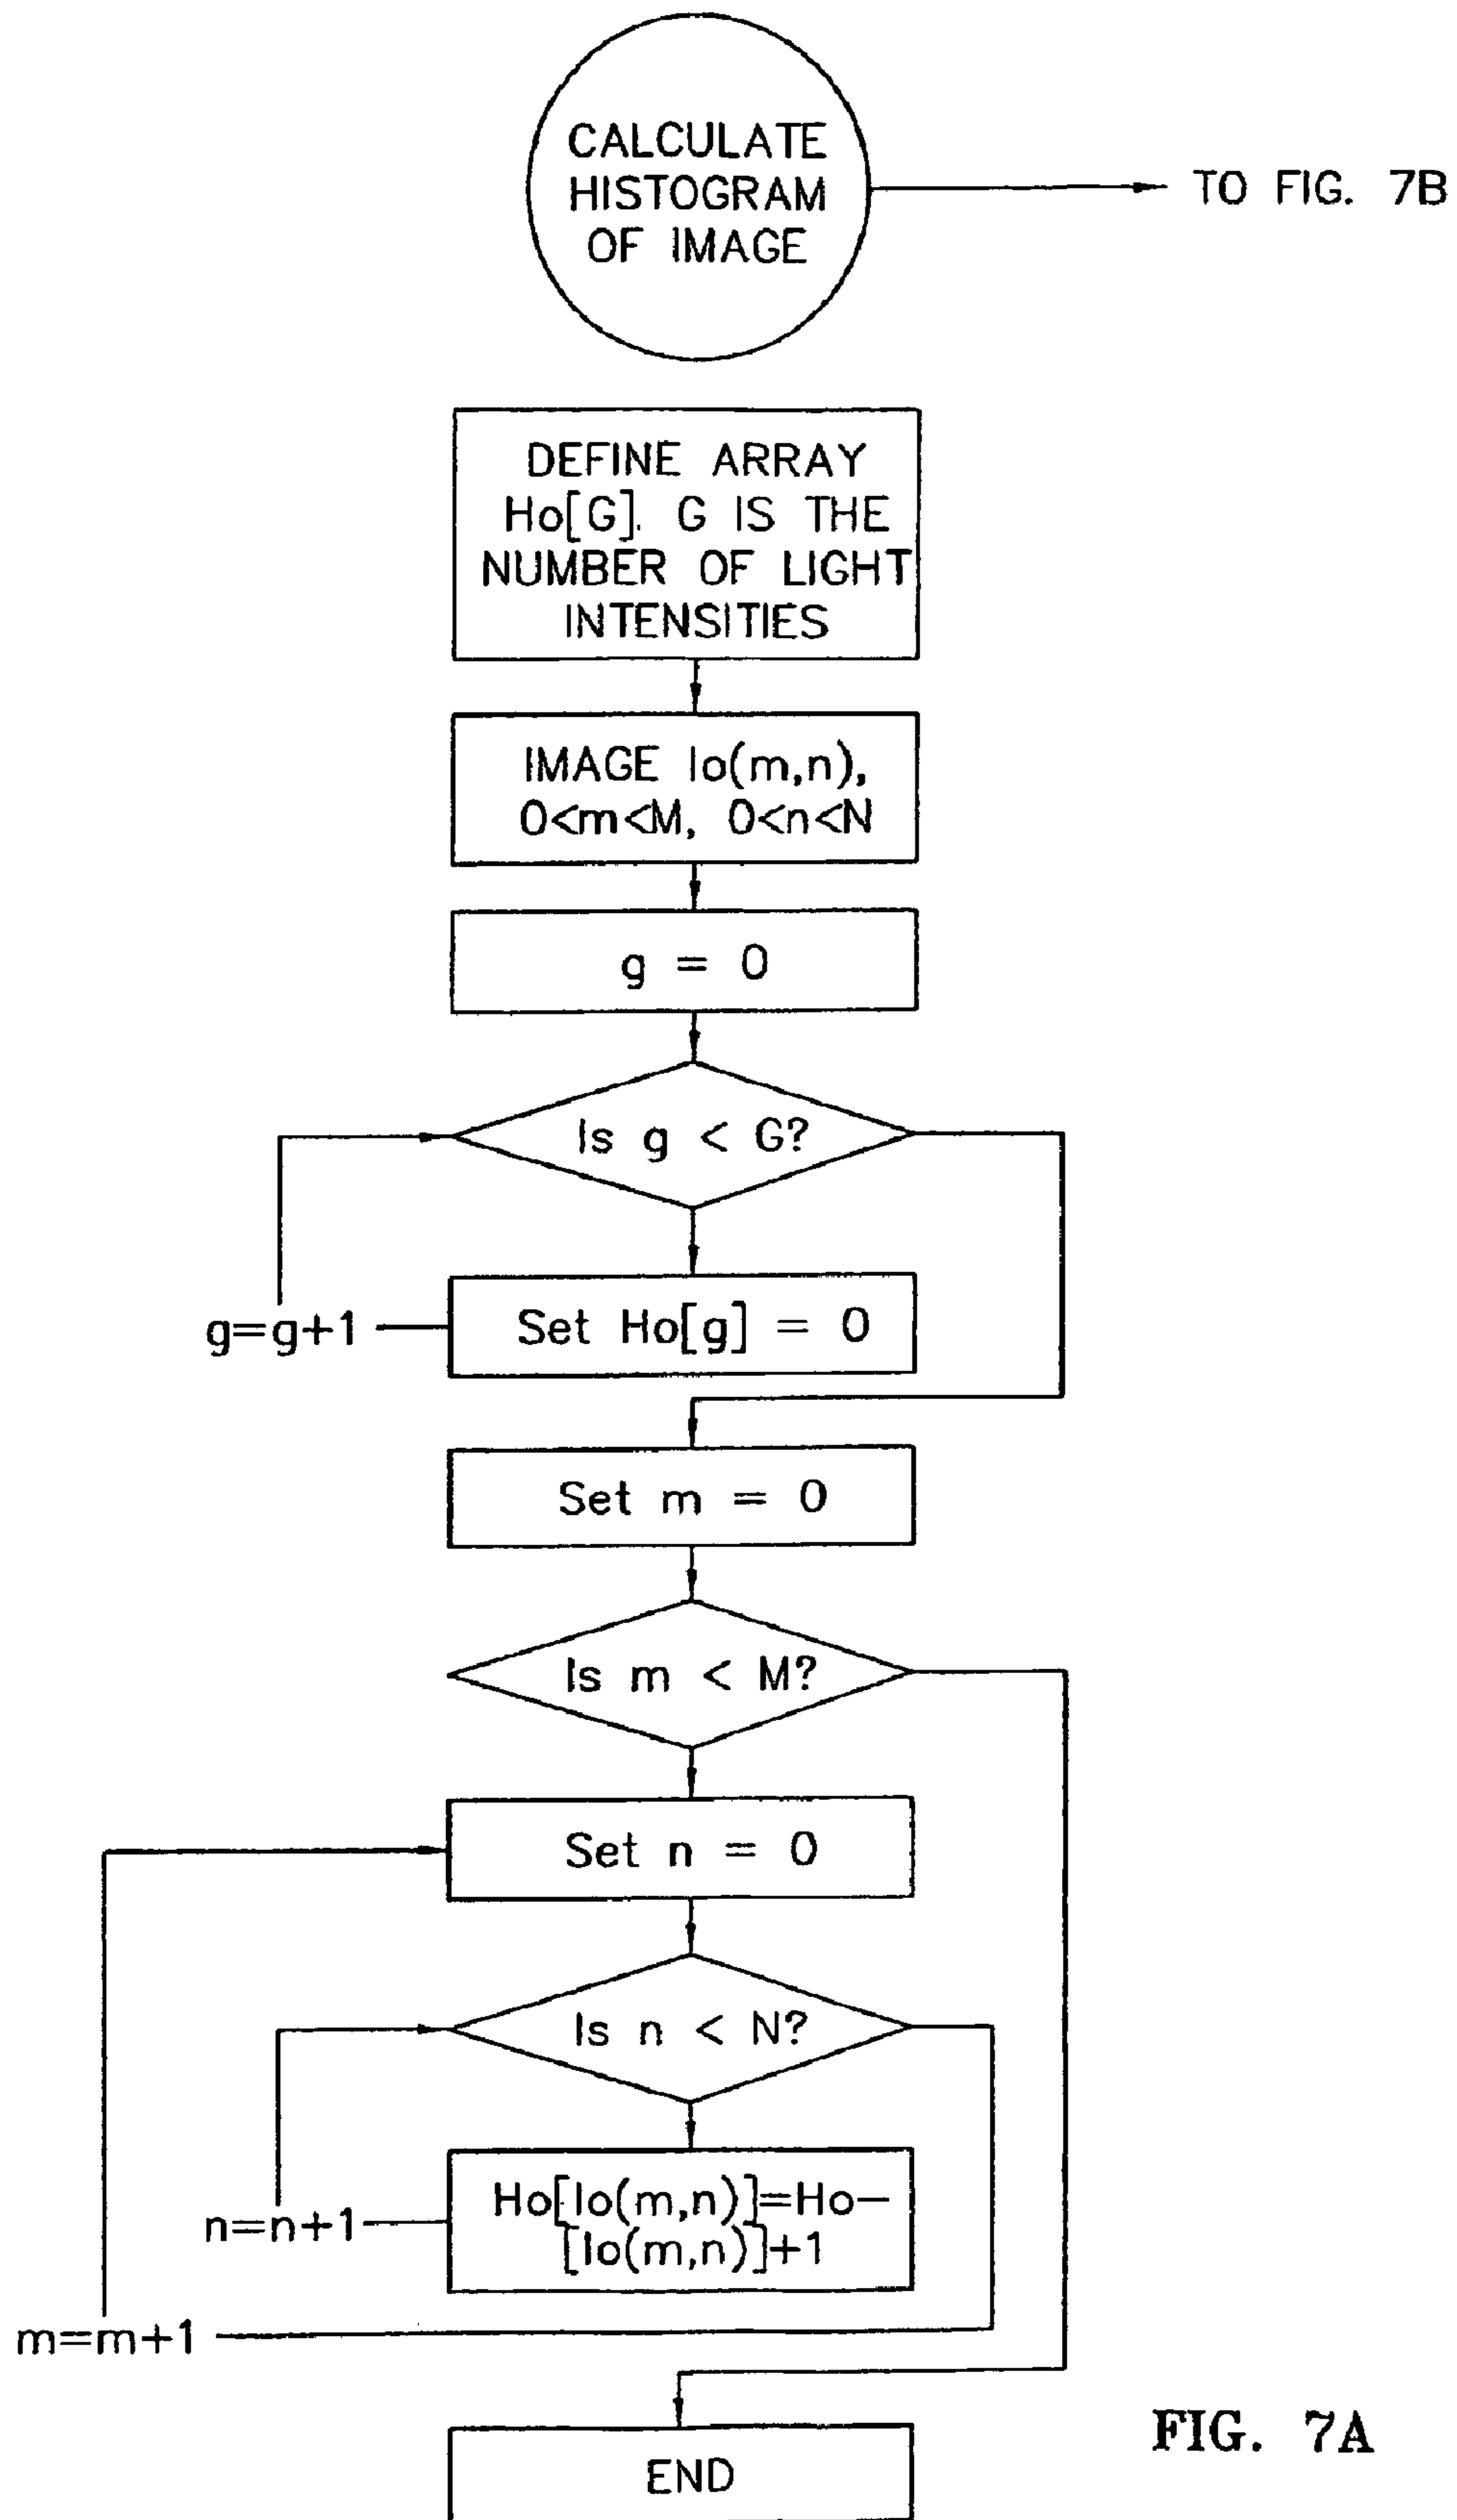 CALCULATE
HISTOGRAM
OF IMAGE
TO FIG. 7B
DEFINE ARRAY
Ho[G]. G IS THE
NUMBER OF LIGHT
INTENSITIES
IMAGE Io(m,n),
0<m<M, 0<n<N
g = 0
Is g < G?
g=g+1
Set Ho[g] = 0
Set m = 0
Is m < M?
Set n = 0
Is n < N?
n=n+1
Ho[Io(m,n)]=Ho-
[Io(m,n)]+1
m=m+1
END
FIG. 7A